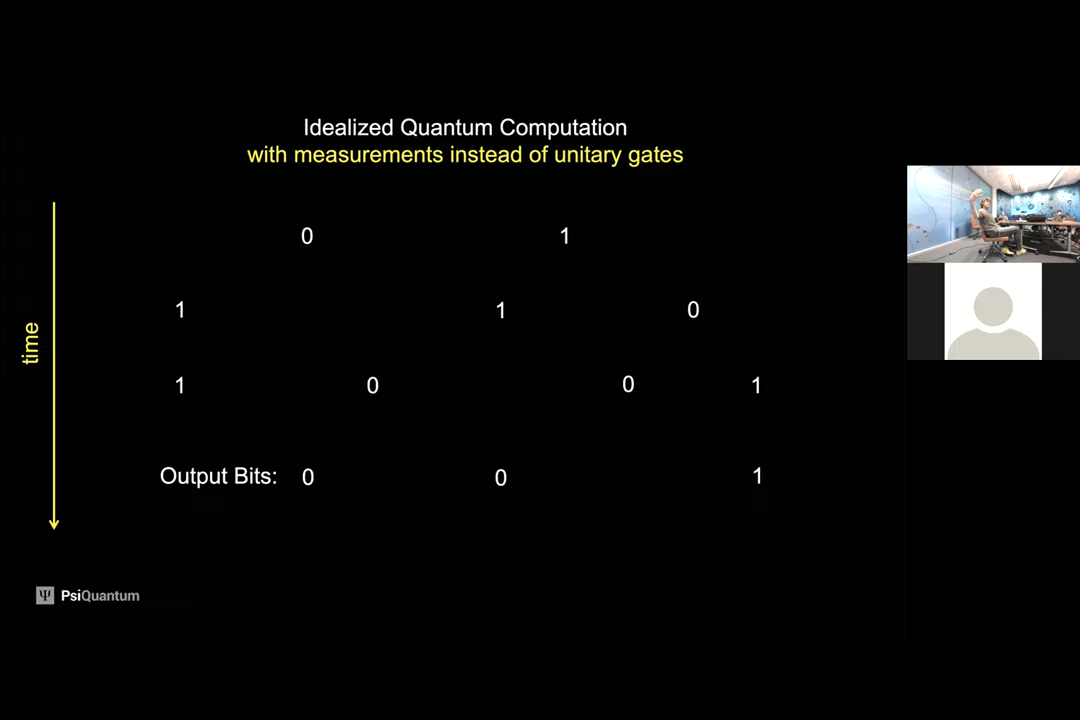 Idealized Quantum Computation
with measurements instead of unitary gates
0 1
1 1 0
time
1 0 0 1
Output Bits: 0 0 1
Ψ PsiQuantum